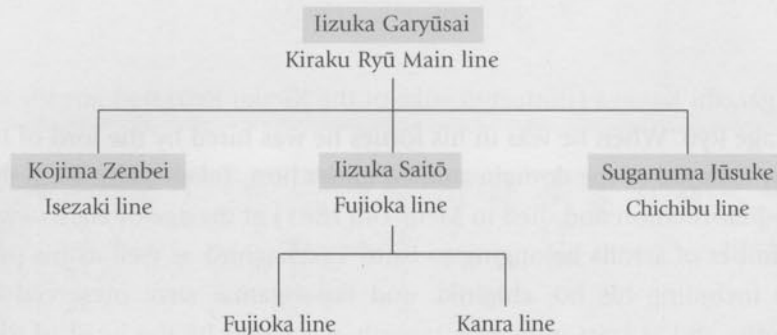 Iizuka Garyūsai
Kiraku Ryū Main line
Kojima Zenbei
Iizuka Saitō
Suganuma Jūsuke
Isezaki line
Fujioka line
Chichibu line
Fujioka line
Kanra line